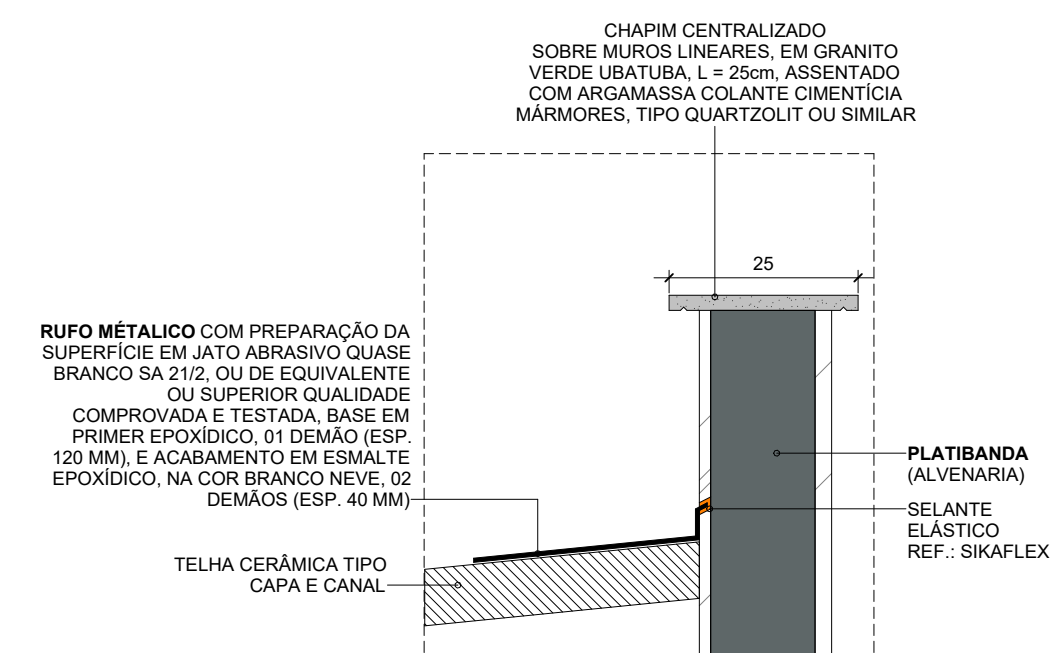 CHAPIM CENTRALIZADO
SOBRE MUROS LINEARES, EM GRANITO
VERDE UBATUBA, L = 25cm, ASSENTADO
COM ARGAMASSA COLANTE CIMENTÍCIA
MÁRMORES, TIPO QUARTZOLIT OU SIMILAR
25
RUFO MÉTALICO COM PREPARAÇÃO DA
SUPERFÍCIE EM JATO ABRASIVO QUASE
BRANCO SA 21/2, OU DE EQUIVALENTE
OU SUPERIOR QUALIDADE
COMPROVADA E TESTADA, BASE EM
PRIMER EPOXÍDICO, 01 DEMÃO (ESP.
120 MM), E ACABAMENTO EM ESMALTE
EPOXÍDICO, NA COR BRANCO NEVE, 02
DEMÃOS (ESP. 40 MM)
TELHA CERÂMICA TIPO
CAPA E CANAL
PLATIBANDA
(ALVENARIA)
SELANTE
ELÁSTICO
REF.: SIKAFLEX